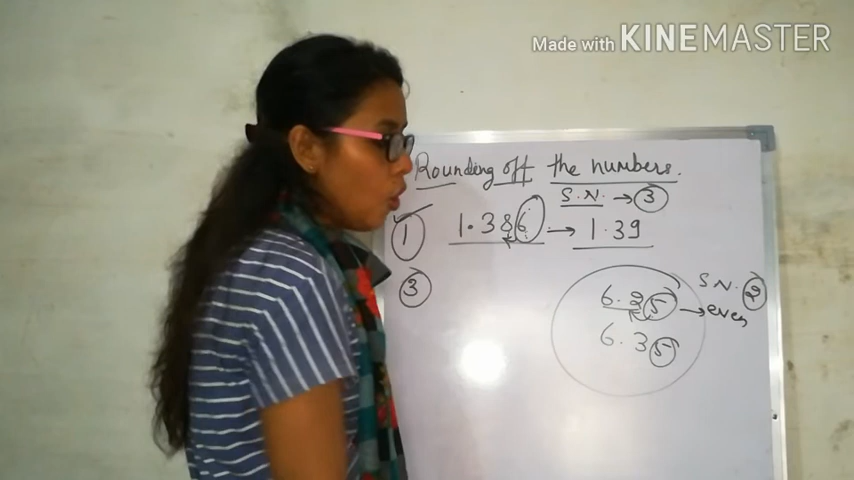 Made with KINEMASTER
Rounding off the numbers.
S.N. → 3
1 1.386 → 1.39
3
S.N. 2
6.25 → even
6.35